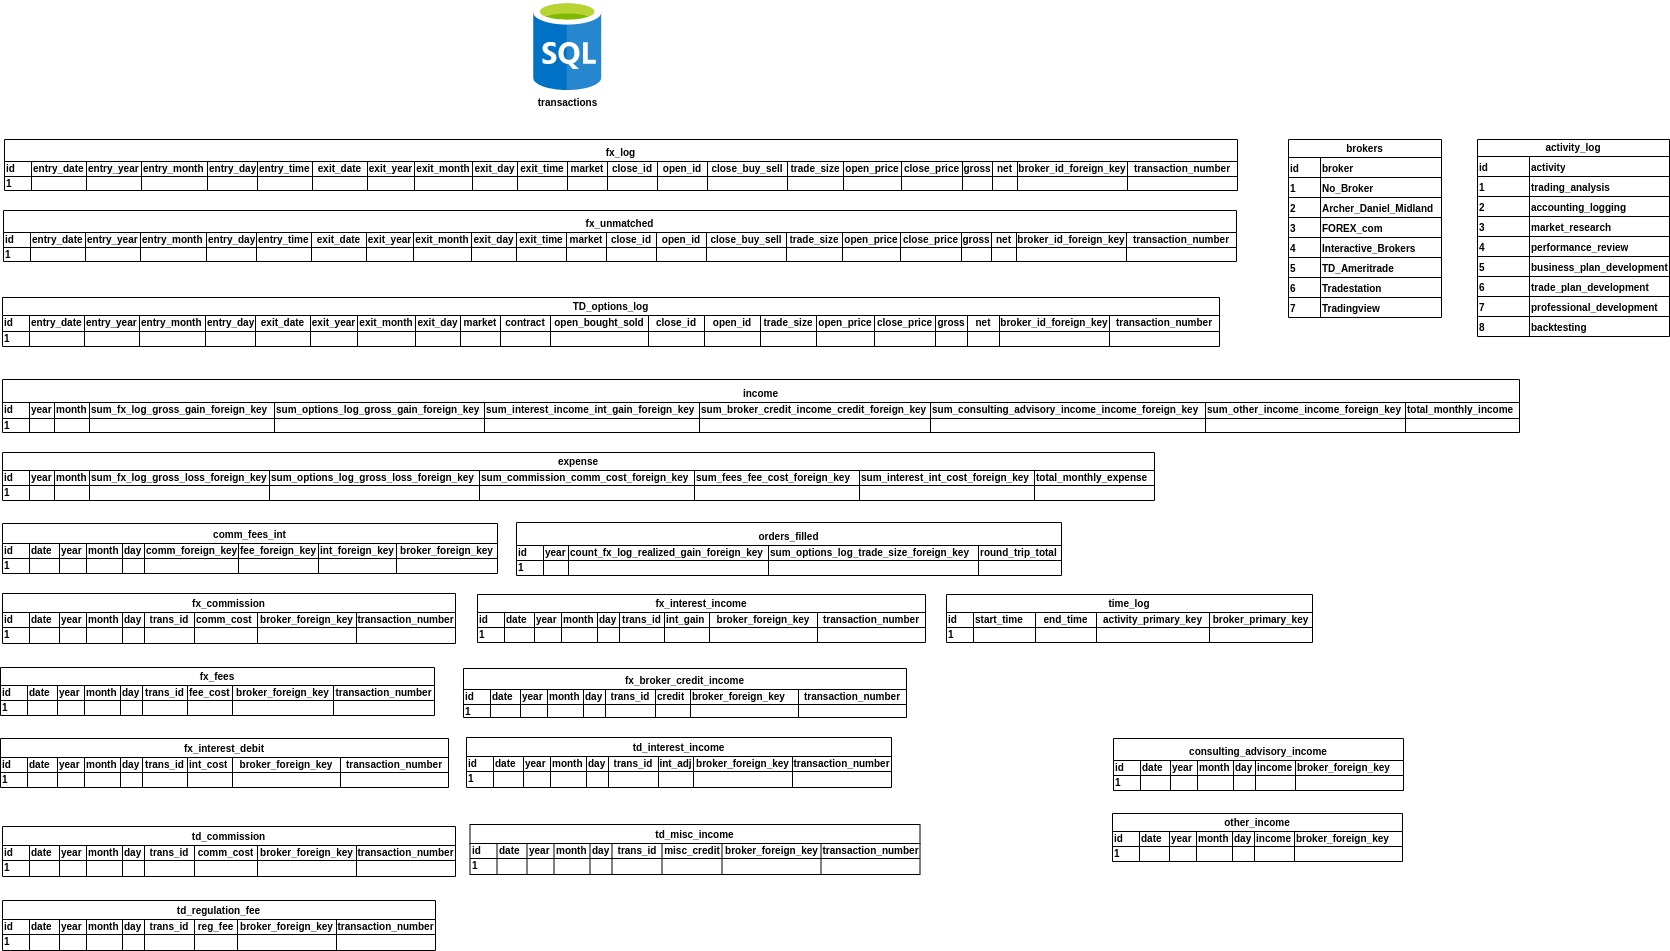 SQL
transactions
fx_log
id entry_date entry_year entry_month entry_day entry_time exit_date exit_year exit_month exit_day exit_time market close_id open_id close_buy_sell trade_size open_price close_price gross net broker_id_foreign_key transaction_number
1
fx_unmatched
id entry_date entry_year entry_month entry_day entry_time exit_date exit_year exit_month exit_day exit_time market close_id open_id close_buy_sell trade_size open_price close_price gross net broker_id_foreign_key transaction_number
1
TD_options_log
id entry_date entry_year entry_month entry_day exit_date exit_year exit_month exit_day market contract open_bought_sold close_id open_id trade_size open_price close_price gross net broker_id_foreign_key transaction_number
1
brokers
id broker
1 No_Broker
2 Archer_Daniel_Midland
3 FOREX_com
4 Interactive_Brokers
5 TD_Ameritrade
6 Tradestation
7 Tradingview
activity_log
id activity
1 trading_analysis
2 accounting_logging
3 market_research
4 performance_review
5 business_plan_development
6 trade_plan_development
7 professional_development
8 backtesting
income
id year month sum_fx_log_gross_gain_foreign_key sum_options_log_gross_gain_foreign_key sum_interest_income_int_gain_foreign_key sum_broker_credit_income_credit_foreign_key sum_consulting_advisory_income_income_foreign_key sum_other_income_income_foreign_key total_monthly_income
1
expense
id year month sum_fx_log_gross_loss_foreign_key sum_options_log_gross_loss_foreign_key sum_commission_comm_cost_foreign_key sum_fees_fee_cost_foreign_key sum_interest_int_cost_foreign_key total_monthly_expense
1
comm_fees_int
id date year month day comm_foreign_key fee_foreign_key int_foreign_key broker_foreign_key
1
orders_filled
id year count_fx_log_realized_gain_foreign_key sum_options_log_trade_size_foreign_key round_trip_total
1
fx_commission
id date year month day trans_id comm_cost broker_foreign_key transaction_number
1
fx_interest_income
id date year month day trans_id int_gain broker_foreign_key transaction_number
1
time_log
id start_time end_time activity_primary_key broker_primary_key
1
fx_fees
id date year month day trans_id fee_cost broker_foreign_key transaction_number
1
fx_broker_credit_income
id date year month day trans_id credit broker_foreign_key transaction_number
1
fx_interest_debit
id date year month day trans_id int_cost broker_foreign_key transaction_number
1
td_interest_income
id date year month day trans_id int_adj broker_foreign_key transaction_number
1
consulting_advisory_income
id date year month day income broker_foreign_key
1
td_commission
id date year month day trans_id comm_cost broker_foreign_key transaction_number
1
td_misc_income
id date year month day trans_id misc_credit broker_foreign_key transaction_number
1
other_income
id date year month day income broker_foreign_key
1
td_regulation_fee
id date year month day trans_id reg_fee broker_foreign_key transaction_number
1